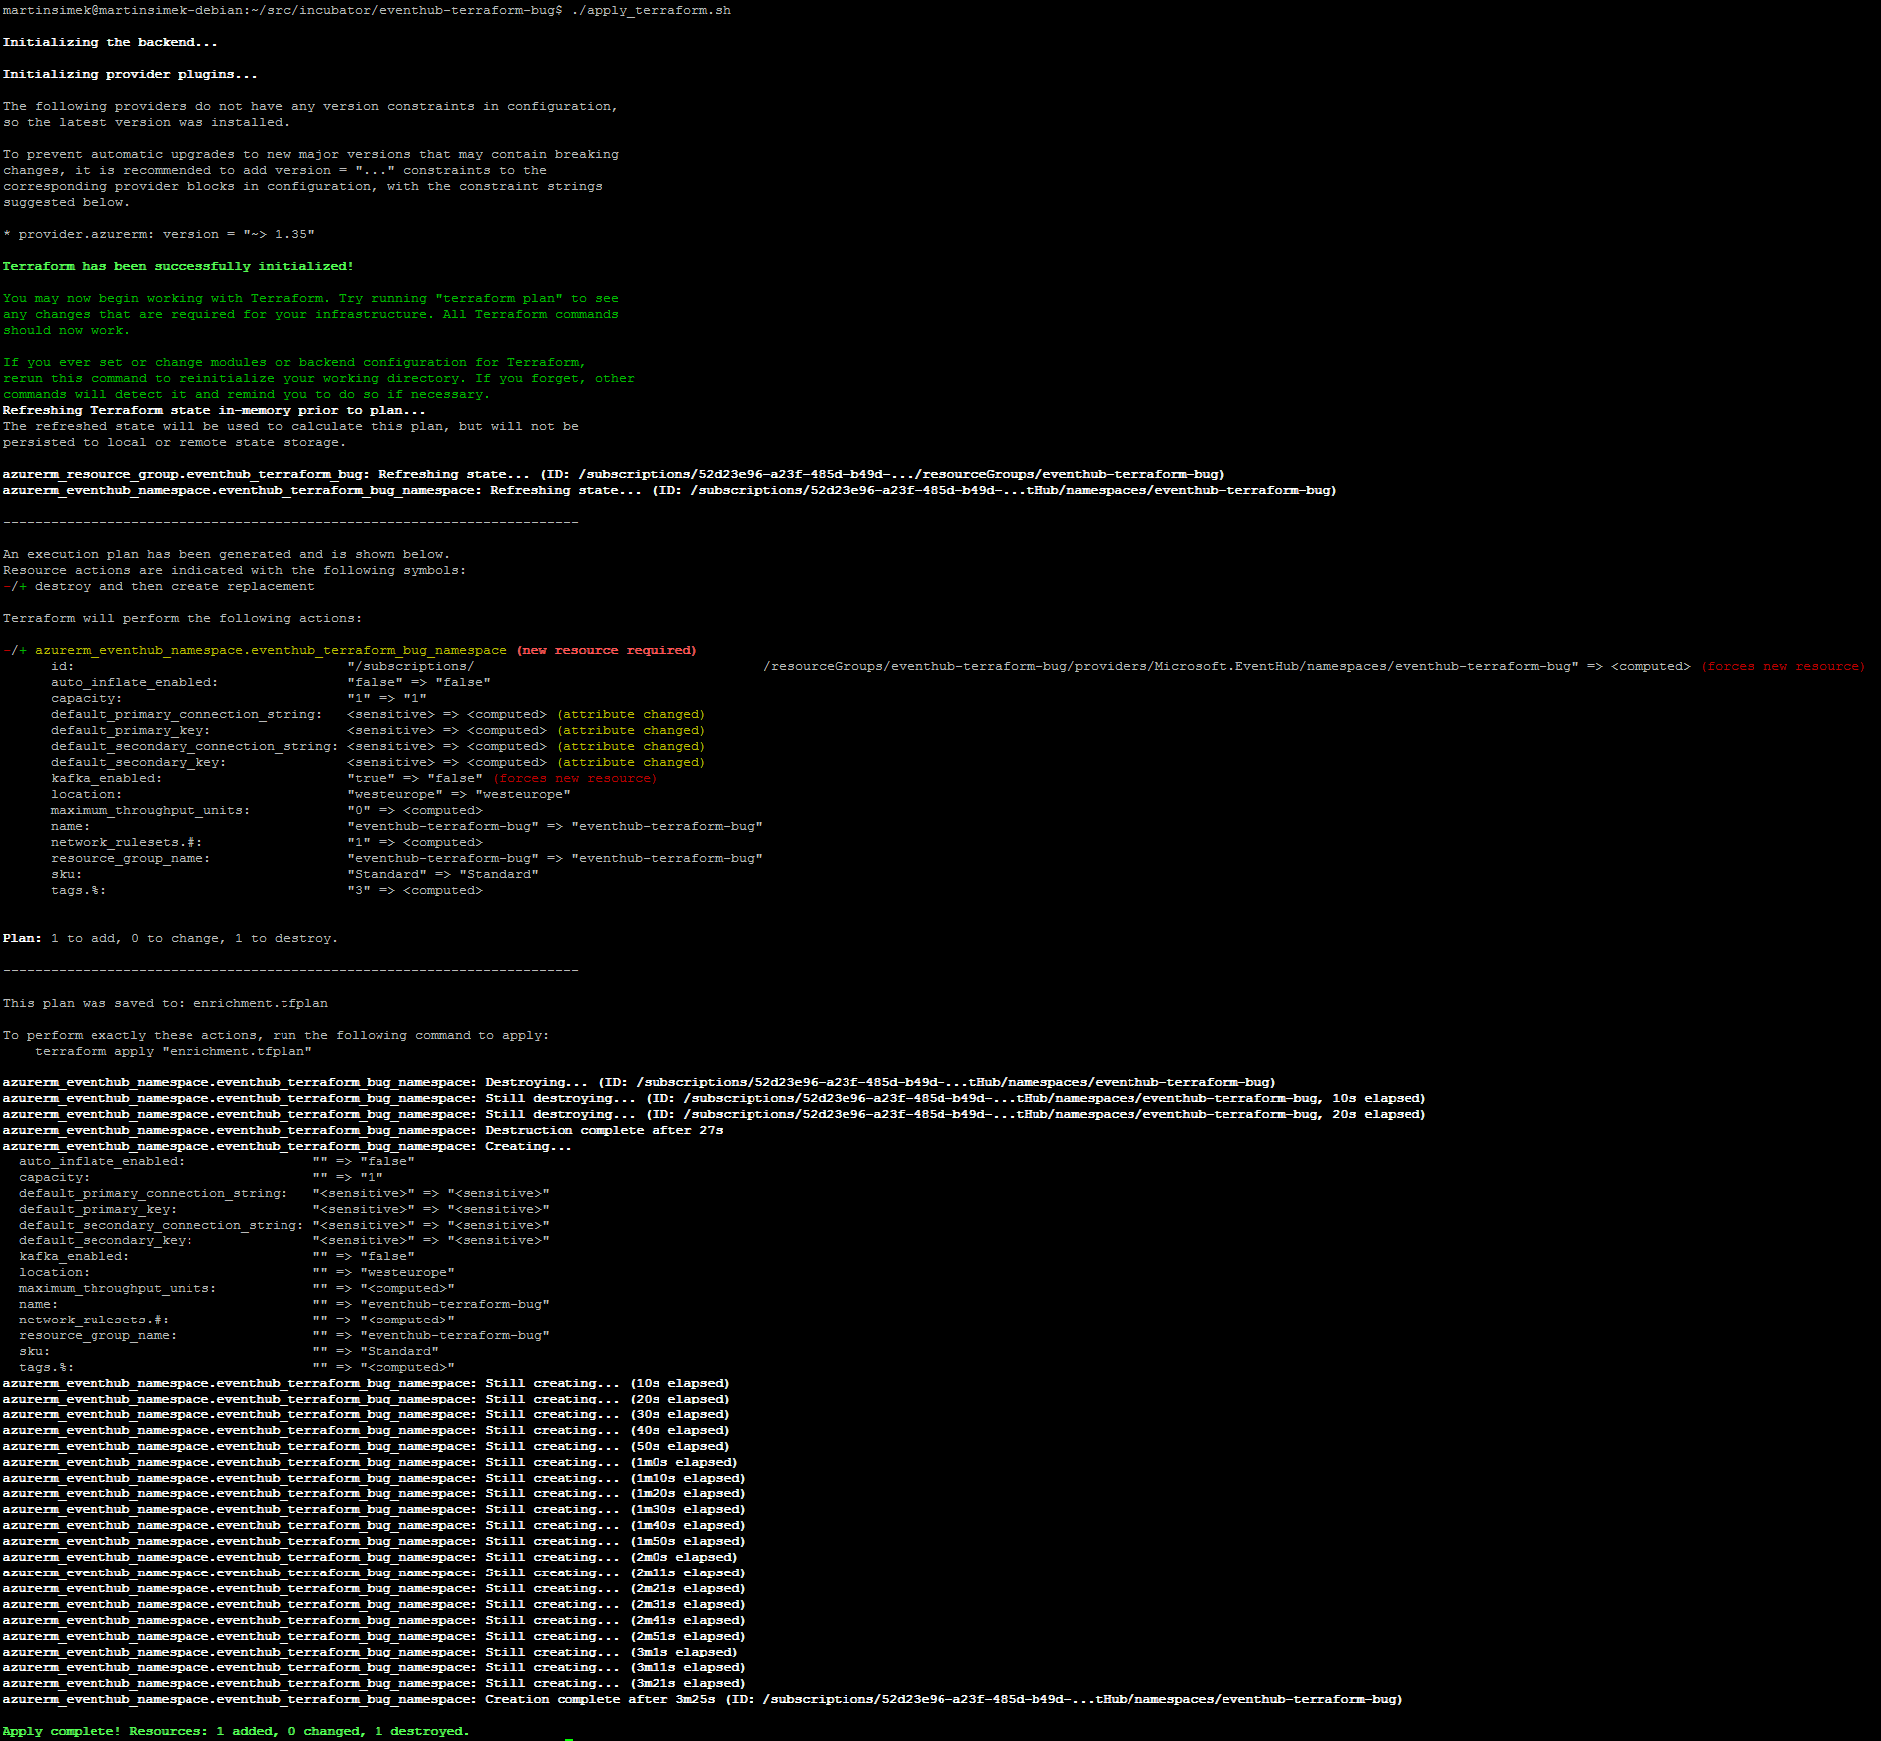 martinsimek@martinsimek-debian:~/src/incubator/eventhub-terraform-bug$ ./apply_terraform.sh
Initializing the backend...
Initializing provider plugins...
The following providers do not have any version constraints in configuration,
so the latest version was installed.
To prevent automatic upgrades to new major versions that may contain breaking
changes, it is recommended to add version = "..." constraints to the
corresponding provider blocks in configuration, with the constraint strings
suggested below.
* provider.azurerm: version = "~> 1.35"
Terraform has been successfully initialized!
You may now begin working with Terraform. Try running "terraform plan" to see
any changes that are required for your infrastructure. All Terraform commands
should now work.
If you ever set or change modules or backend configuration for Terraform,
rerun this command to reinitialize your working directory. If you forget, other
commands will detect it and remind you to do so if necessary.
Refreshing Terraform state in-memory prior to plan...
The refreshed state will be used to calculate this plan, but will not be
persisted to local or remote state storage.
azurerm_resource_group.eventhub_terraform_bug: Refreshing state... (ID: /subscriptions/52d23e96-a23f-485d-b49d-.../resourceGroups/eventhub-terraform-bug)
azurerm_eventhub_namespace.eventhub_terraform_bug_namespace: Refreshing state... (ID: /subscriptions/52d23e96-a23f-485d-b49d-...tHub/namespaces/eventhub-terraform-bug)
------------------------------------------------------------------------
An execution plan has been generated and is shown below.
Resource actions are indicated with the following symbols:
-/+ destroy and then create replacement
Terraform will perform the following actions:
-/+ azurerm_eventhub_namespace.eventhub_terraform_bug_namespace (new resource required)
id: "/subscriptions/ /resourceGroups/eventhub-terraform-bug/providers/Microsoft.EventHub/namespaces/eventhub-terraform-bug" => <computed> (forces new resource)
auto_inflate_enabled: "false" => "false"
capacity: "1" => "1"
default_primary_connection_string: <sensitive> => <computed> (attribute changed)
default_primary_key: <sensitive> => <computed> (attribute changed)
default_secondary_connection_string: <sensitive> => <computed> (attribute changed)
default_secondary_key: <sensitive> => <computed> (attribute changed)
kafka_enabled: "true" => "false" (forces new resource)
location: "westeurope" => "westeurope"
maximum_throughput_units: "0" => <computed>
name: "eventhub-terraform-bug" => "eventhub-terraform-bug"
network_rulesets.#: "1" => <computed>
resource_group_name: "eventhub-terraform-bug" => "eventhub-terraform-bug"
sku: "Standard" => "Standard"
tags.%: "3" => <computed>
Plan: 1 to add, 0 to change, 1 to destroy.
------------------------------------------------------------------------
This plan was saved to: enrichment.tfplan
To perform exactly these actions, run the following command to apply:
terraform apply "enrichment.tfplan"
azurerm_eventhub_namespace.eventhub_terraform_bug_namespace: Destroying... (ID: /subscriptions/52d23e96-a23f-485d-b49d-...tHub/namespaces/eventhub-terraform-bug)
azurerm_eventhub_namespace.eventhub_terraform_bug_namespace: Still destroying... (ID: /subscriptions/52d23e96-a23f-485d-b49d-...tHub/namespaces/eventhub-terraform-bug, 10s elapsed)
azurerm_eventhub_namespace.eventhub_terraform_bug_namespace: Still destroying... (ID: /subscriptions/52d23e96-a23f-485d-b49d-...tHub/namespaces/eventhub-terraform-bug, 20s elapsed)
azurerm_eventhub_namespace.eventhub_terraform_bug_namespace: Destruction complete after 27s
azurerm_eventhub_namespace.eventhub_terraform_bug_namespace: Creating...
auto_inflate_enabled: "" => "false"
capacity: "" => "1"
default_primary_connection_string: "<sensitive>" => "<sensitive>"
default_primary_key: "<sensitive>" => "<sensitive>"
default_secondary_connection_string: "<sensitive>" => "<sensitive>"
default_secondary_key: "<sensitive>" => "<sensitive>"
kafka_enabled: "" => "false"
location: "" => "westeurope"
maximum_throughput_units: "" => "<computed>"
name: "" => "eventhub-terraform-bug"
network_rulesets.#: "" => "<computed>"
resource_group_name: "" => "eventhub-terraform-bug"
sku: "" => "Standard"
tags.%: "" => "<computed>"
azurerm_eventhub_namespace.eventhub_terraform_bug_namespace: Still creating... (10s elapsed)
azurerm_eventhub_namespace.eventhub_terraform_bug_namespace: Still creating... (20s elapsed)
azurerm_eventhub_namespace.eventhub_terraform_bug_namespace: Still creating... (30s elapsed)
azurerm_eventhub_namespace.eventhub_terraform_bug_namespace: Still creating... (40s elapsed)
azurerm_eventhub_namespace.eventhub_terraform_bug_namespace: Still creating... (50s elapsed)
azurerm_eventhub_namespace.eventhub_terraform_bug_namespace: Still creating... (1m0s elapsed)
azurerm_eventhub_namespace.eventhub_terraform_bug_namespace: Still creating... (1m10s elapsed)
azurerm_eventhub_namespace.eventhub_terraform_bug_namespace: Still creating... (1m20s elapsed)
azurerm_eventhub_namespace.eventhub_terraform_bug_namespace: Still creating... (1m30s elapsed)
azurerm_eventhub_namespace.eventhub_terraform_bug_namespace: Still creating... (1m40s elapsed)
azurerm_eventhub_namespace.eventhub_terraform_bug_namespace: Still creating... (1m50s elapsed)
azurerm_eventhub_namespace.eventhub_terraform_bug_namespace: Still creating... (2m0s elapsed)
azurerm_eventhub_namespace.eventhub_terraform_bug_namespace: Still creating... (2m11s elapsed)
azurerm_eventhub_namespace.eventhub_terraform_bug_namespace: Still creating... (2m21s elapsed)
azurerm_eventhub_namespace.eventhub_terraform_bug_namespace: Still creating... (2m31s elapsed)
azurerm_eventhub_namespace.eventhub_terraform_bug_namespace: Still creating... (2m41s elapsed)
azurerm_eventhub_namespace.eventhub_terraform_bug_namespace: Still creating... (2m51s elapsed)
azurerm_eventhub_namespace.eventhub_terraform_bug_namespace: Still creating... (3m1s elapsed)
azurerm_eventhub_namespace.eventhub_terraform_bug_namespace: Still creating... (3m11s elapsed)
azurerm_eventhub_namespace.eventhub_terraform_bug_namespace: Still creating... (3m21s elapsed)
azurerm_eventhub_namespace.eventhub_terraform_bug_namespace: Creation complete after 3m25s (ID: /subscriptions/52d23e96-a23f-485d-b49d-...tHub/namespaces/eventhub-terraform-bug)
Apply complete! Resources: 1 added, 0 changed, 1 destroyed.